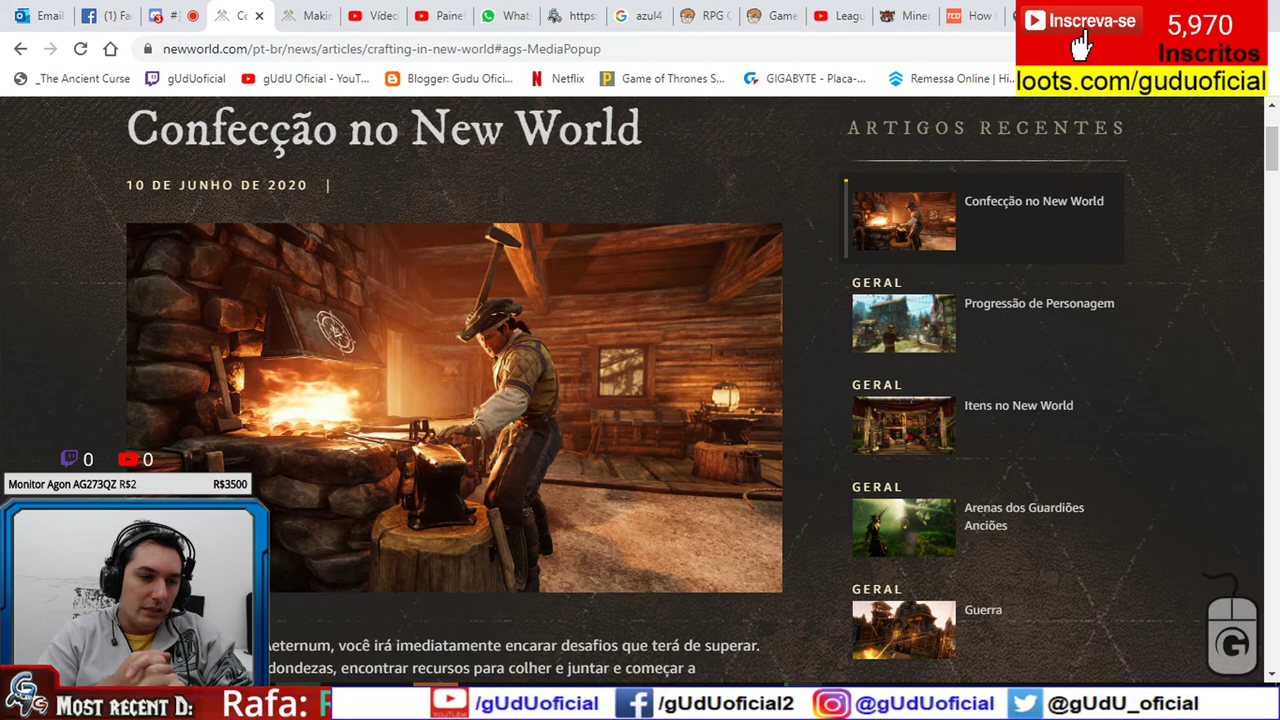 Email
(1) Fa
#
Co
Makin
Vídeo
Painel
What
https:
azul4
RPG G
Game
Leagu
Miner
How t
Inscreva-se
5,970
Inscritos
loots.com/guduoficial
newworld.com/pt-br/news/articles/crafting-in-new-world#ags-MediaPopup
_The Ancient Curse
gUdUoficial
gUdU Oficial - YouT...
Blogger: Gudu Ofici...
Netflix
Game of Thrones S...
GIGABYTE - Placa-...
Remessa Online | Hi...
Confecção no New World
10 DE JUNHO DE 2020 |
ARTIGOS RECENTES
Confecção no New World
GERAL
Progressão de Personagem
GERAL
Itens no New World
GERAL
Arenas dos Guardiões
Anciões
GERAL
Guerra
0
0
Monitor Agon AG273QZ R$2
R$3500
Aeternum, você irá imediatamente encarar desafios que terá de superar.
dondezas, encontrar recursos para colher e juntar e começar a
Most recent D:
Rafa:
/gUdUoficial
/gUdUoficial2
@gUdUoficial
@gUdU_oficial